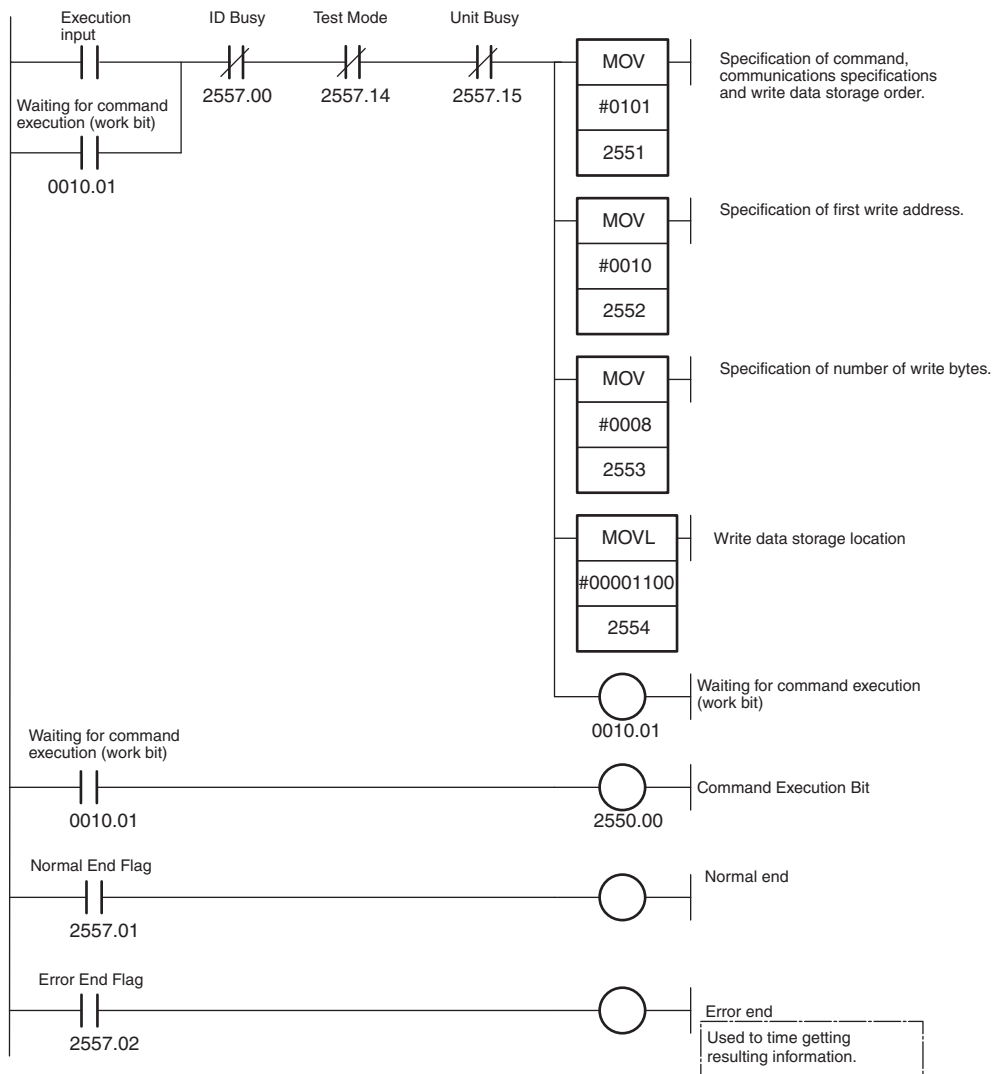 Execution
input
ID Busy
Test Mode
Unit Busy
2557.00
2557.14
2557.15
Waiting for command
execution (work bit)
0010.01
MOV
#0101
2551
Specification of command,
communications specifications
and write data storage order.
MOV
#0010
2552
Specification of first write address.
MOV
#0008
2553
Specification of number of write bytes.
MOVL
#00001100
2554
Write data storage location
0010.01
Waiting for command execution
(work bit)
Waiting for command
execution (work bit)
0010.01
2550.00
Command Execution Bit
Normal End Flag
2557.01
Normal end
Error End Flag
2557.02
Error end
Used to time getting
resulting information.